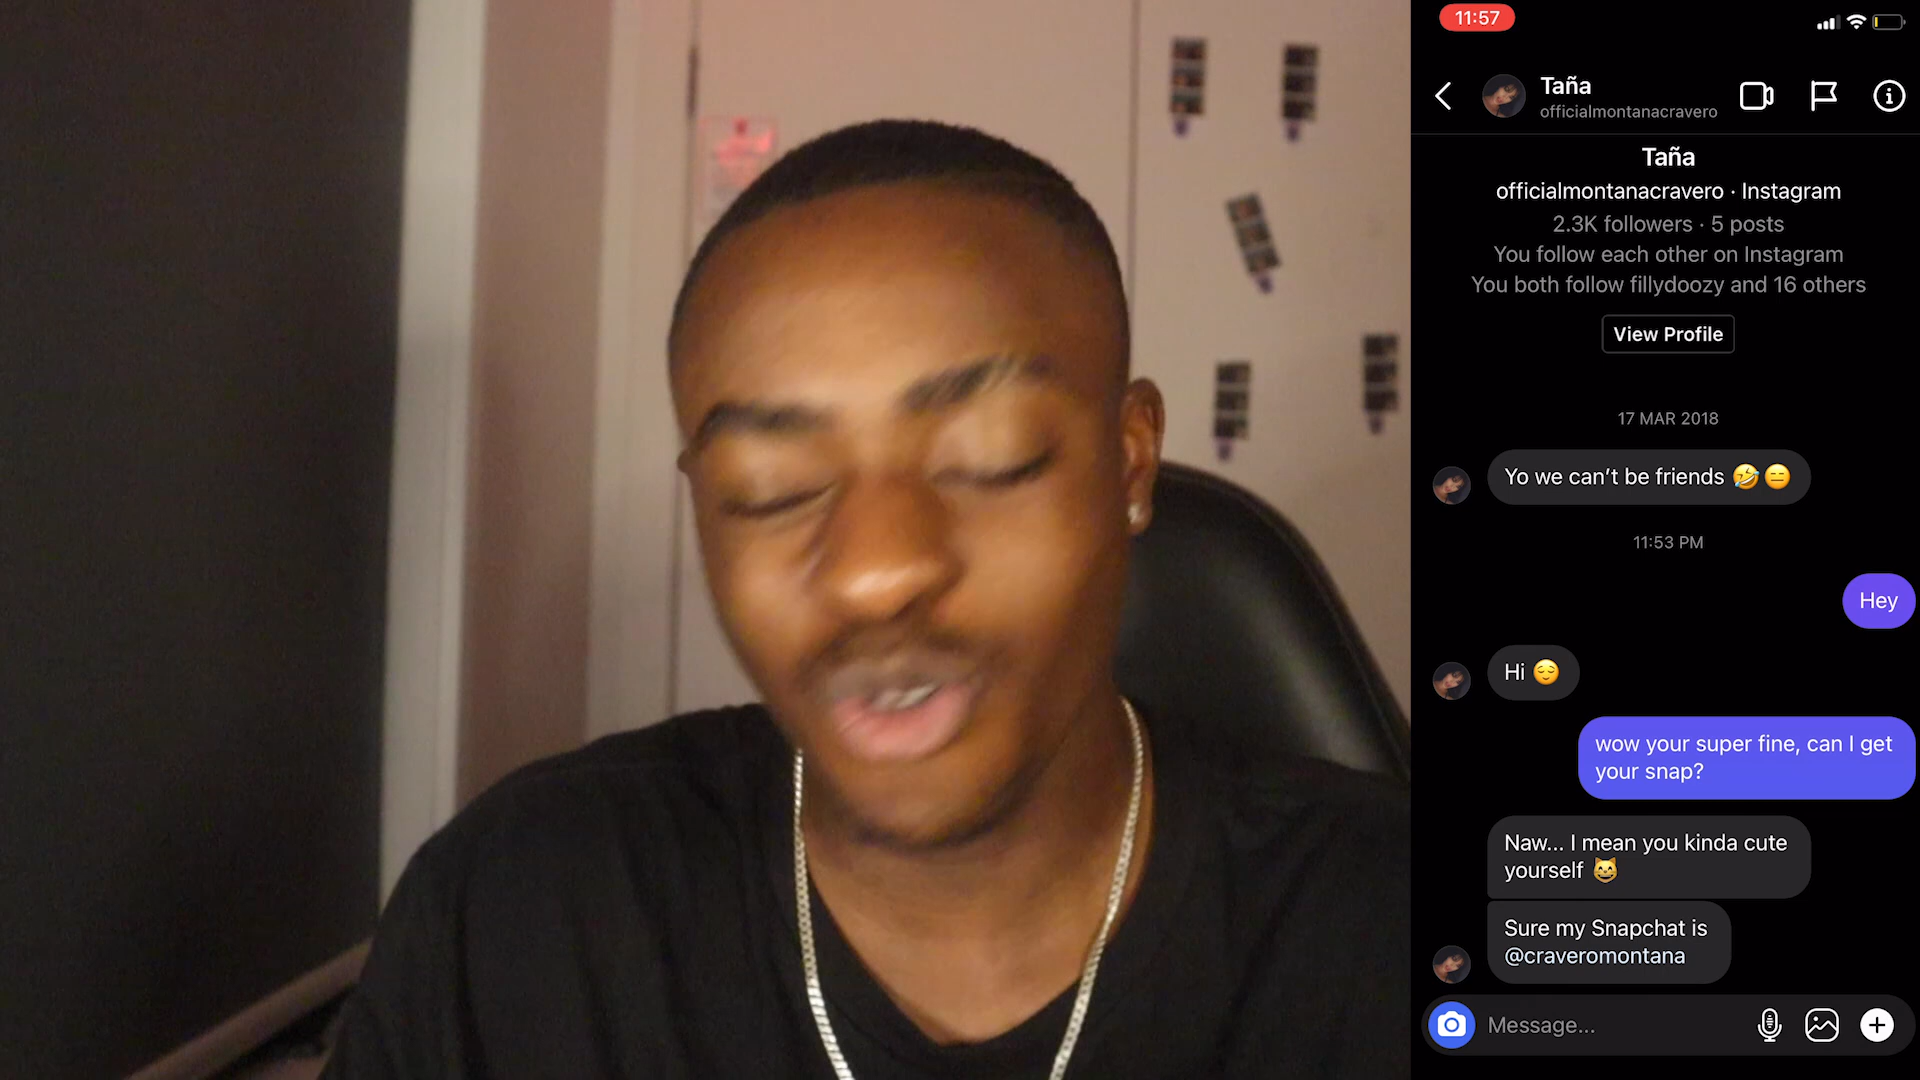 11:57
Taña
officialmontanacravero
Taña
officialmontanacravero · Instagram
2.3K followers · 5 posts
You follow each other on Instagram
You both follow fillydoozy and 16 others
View Profile
17 MAR 2018
Yo we can’t be friends 🤣😑
11:53 PM
Hey
Hi 😌
wow your super fine, can I get
your snap?
Naw... I mean you kinda cute
yourself 😸
Sure my Snapchat is
@craveromontana
Message...